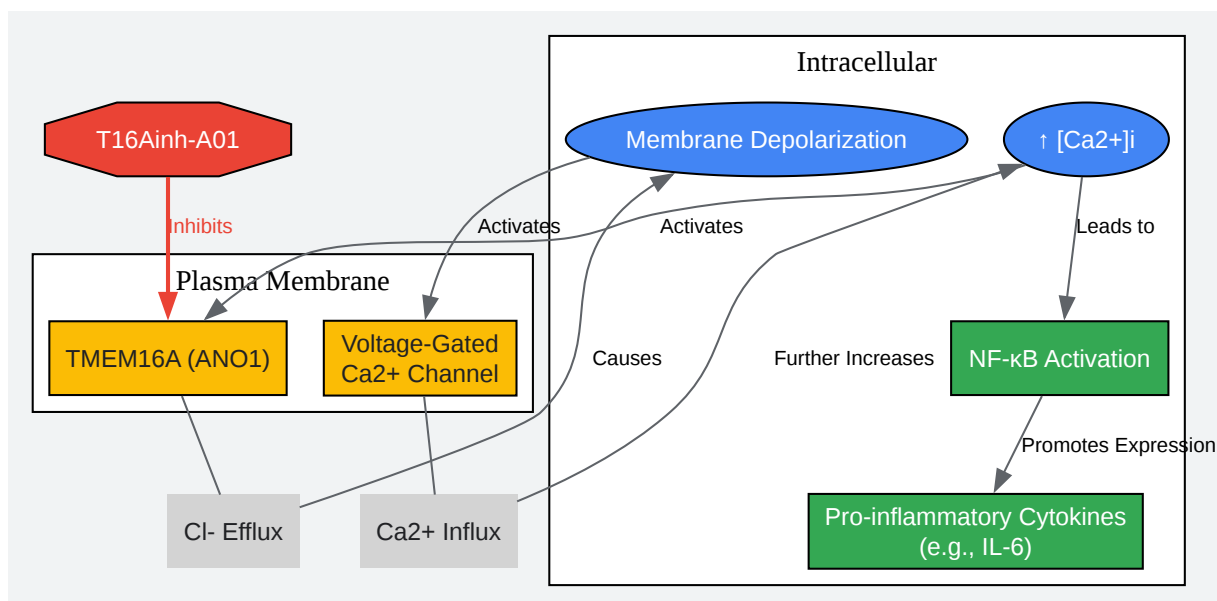 Intracellular
T16Ainh-A01
Membrane Depolarization
↑ [Ca2+]i
Inhibits
Activates
Activates
Leads to
Plasma Membrane
TMEM16A (ANO1)
Voltage-Gated
Ca2+ Channel
Causes
Further Increases
NF-κB Activation
Promotes Expression
Cl- Efflux
Ca2+ Influx
Pro-inflammatory Cytokines
(e.g., IL-6)